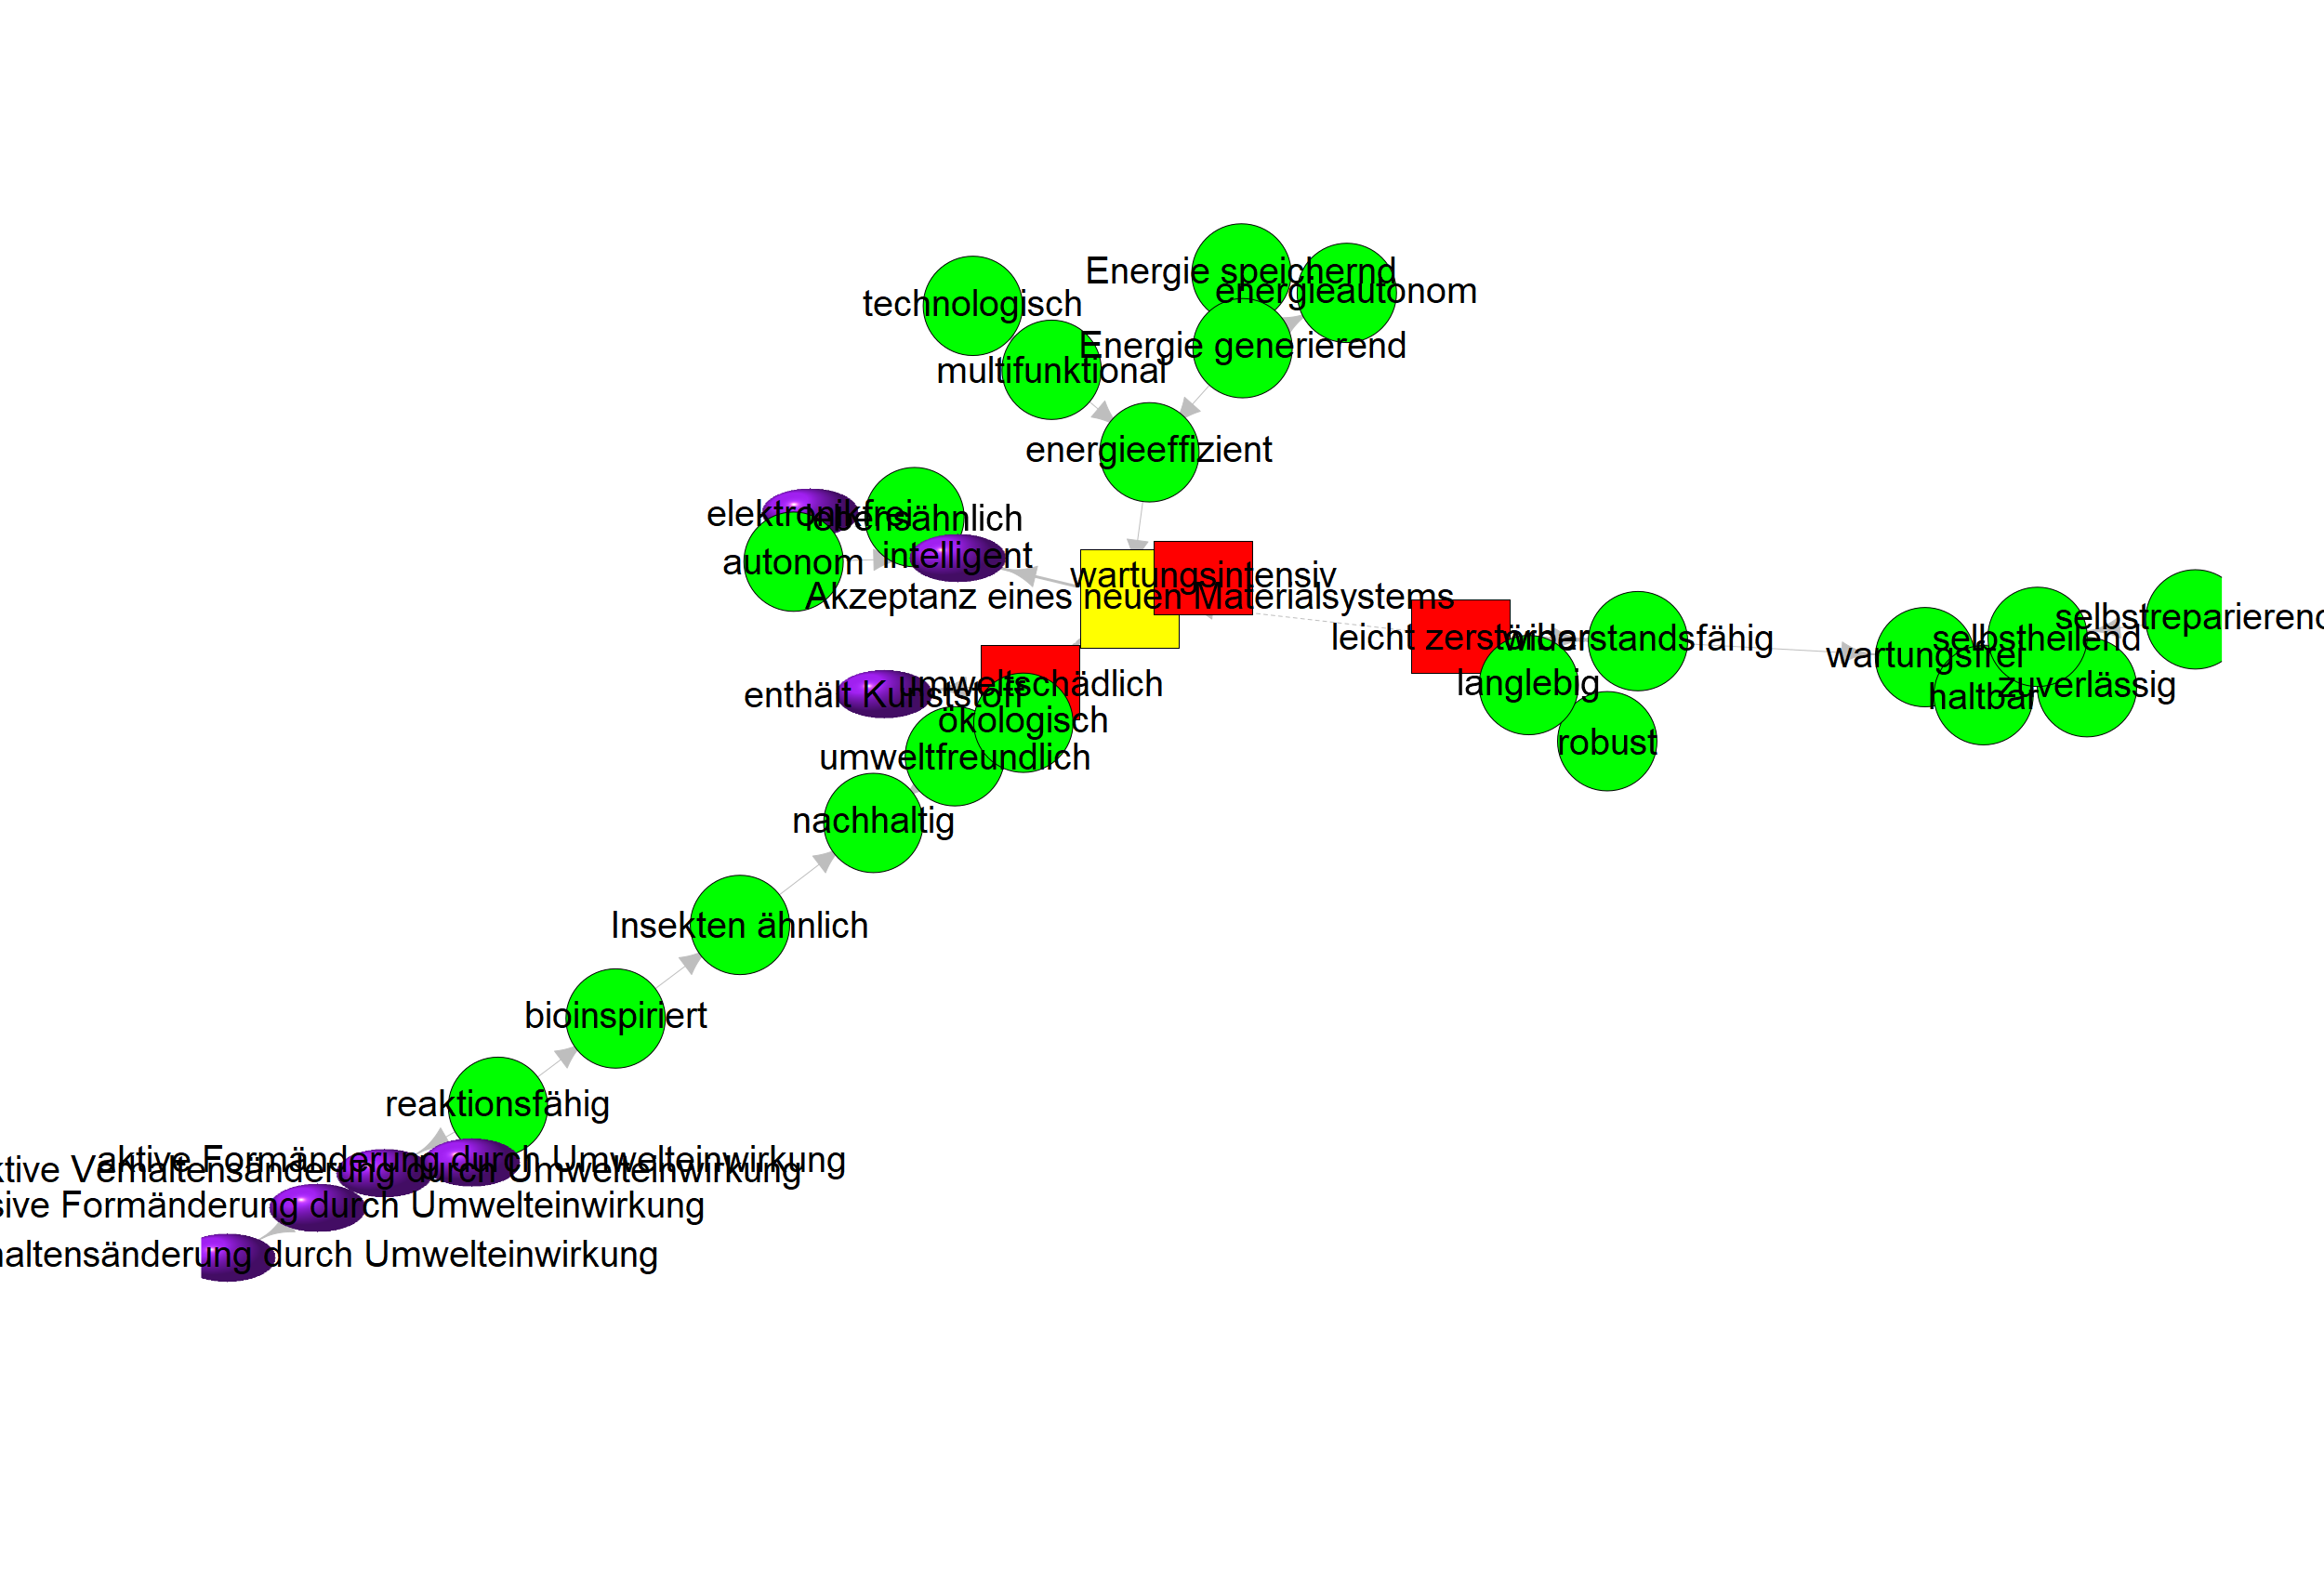 Energie speichernd
energieautonom
technologisch
Energie generierend
multifunktional
energieeffizient
elektronikfrei
lebensähnlich
intelligent
autonom
wartungsintensiv
Akzeptanz eines neuen Materialsystems
selbstreparierend
leicht zerstörbar
widerstandsfähig
selbstheilend
wartungsfrei
umweltschädlich
enthält Kunststoff
langlebig
zuverlässig
haltbar
ökologisch
robust
umweltfreundlich
nachhaltig
Insekten ähnlich
bioinspiriert
reaktionsfähig
aktive Formänderung durch Umwelteinwirkung
ktive Verhaltensänderung durch Umwelteinwirkung
sive Formänderung durch Umwelteinwirkung
haltensänderung durch Umwelteinwirkung